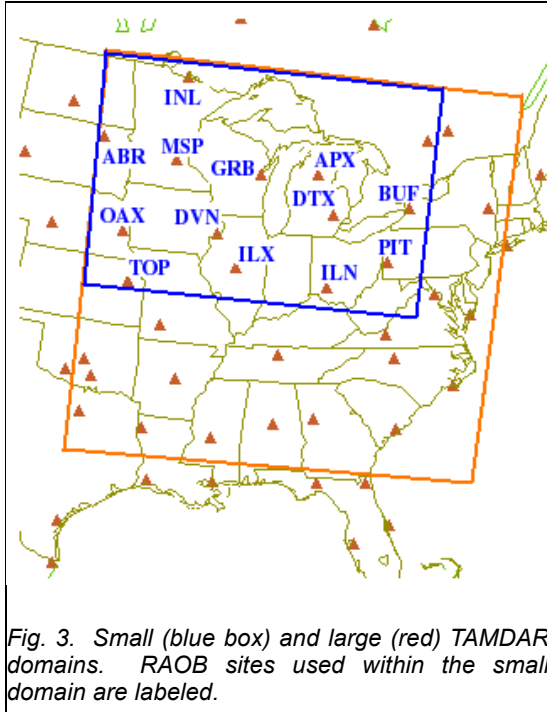 INL
ABR
MSP
GRB
APX
DTX
BUF
OAX
DVN
ILX
PIT
TOP
ILN
Fig. 3. Small (blue box) and large (red) TAMDAR
domains. RAOB sites used within the small
domain are labeled.